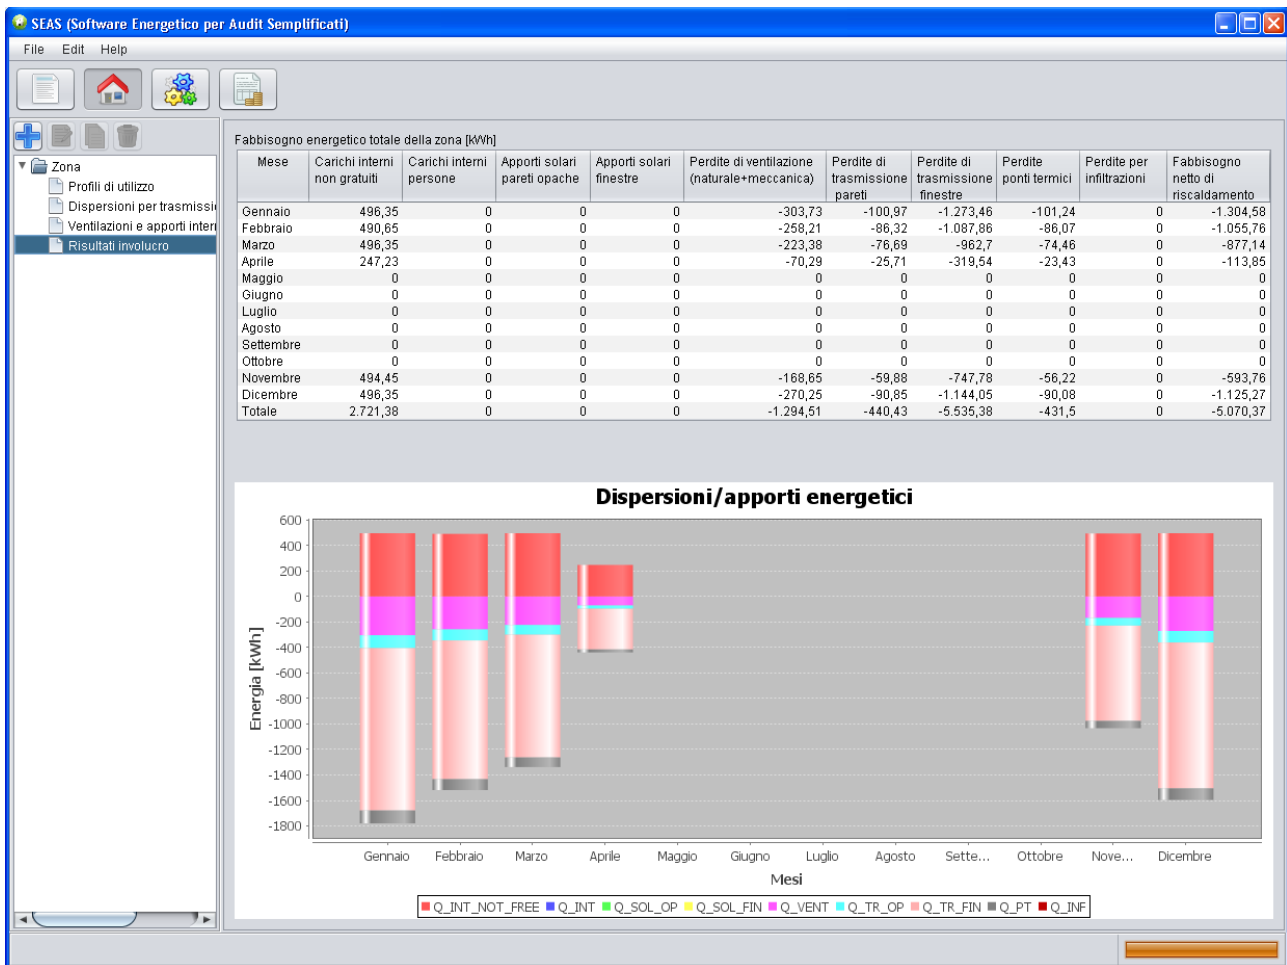 SEAS (Software Energetico per Audit Semplificati)
File Edit Help
Zona
Profili di utilizzo
Dispersioni per trasmissi
Ventilazioni e apporti inter
Risultati involucro
Fabbisogno energetico totale della zona [kWh]
Mese Carichi interni non gratuiti Carichi interni persone Apporti solari pareti opache Apporti solari finestre Perdite di ventilazione (naturale+meccanica) Perdite di trasmissione pareti Perdite di trasmissione finestre Perdite ponti termici Perdite per infiltrazioni Fabbisogno netto di riscaldamento
Gennaio 496,35 0 0 0 -303,73 -100,97 -1.273,46 -101,24 0 -1.304,58
Febbraio 490,65 0 0 0 -258,21 -86,32 -1.087,86 -86,07 0 -1.055,76
Marzo 496,35 0 0 0 -223,38 -76,69 -962,7 -74,46 0 -877,14
Aprile 247,23 0 0 0 -70,29 -25,71 -319,54 -23,43 0 -113,85
Maggio 0 0 0 0 0 0 0 0 0 0
Giugno 0 0 0 0 0 0 0 0 0 0
Luglio 0 0 0 0 0 0 0 0 0 0
Agosto 0 0 0 0 0 0 0 0 0 0
Settembre 0 0 0 0 0 0 0 0 0 0
Ottobre 0 0 0 0 0 0 0 0 0 0
Novembre 494,45 0 0 0 -168,65 -59,88 -747,78 -56,22 0 -593,76
Dicembre 496,35 0 0 0 -270,25 -90,85 -1.144,05 -90,08 0 -1.125,27
Totale 2.721,38 0 0 0 -1.294,51 -440,43 -5.535,38 -431,5 0 -5.070,37
Dispersioni/apporti energetici
Energia [kWh]
600
400
200
0
-200
-400
-600
-800
-1000
-1200
-1400
-1600
-1800
Gennaio Febbraio Marzo Aprile Maggio Giugno Luglio Agosto Sette... Ottobre Nove... Dicembre
Mesi
Q_INT_NOT_FREE Q_INT Q_SOL_OP Q_SOL_FIN Q_VENT Q_TR_OP Q_TR_FIN Q_PT Q_INF